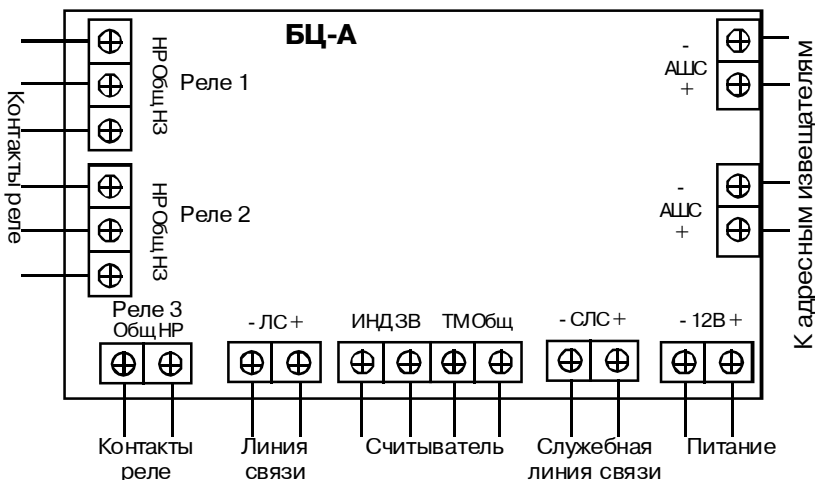 БЦ-А
НР Общ НЗ
Реле 1
Контакты реле
НР Общ НЗ
Реле 2
-
АШС
+
-
АШС
+
К адресным извещателям
Реле 3
Общ НР
- ЛС +
ИНД ЗВ
ТМ Общ
- СЛС +
- 12В +
Контакты
реле
Линия
связи
Считыватель
Служебная
линия связи
Питание